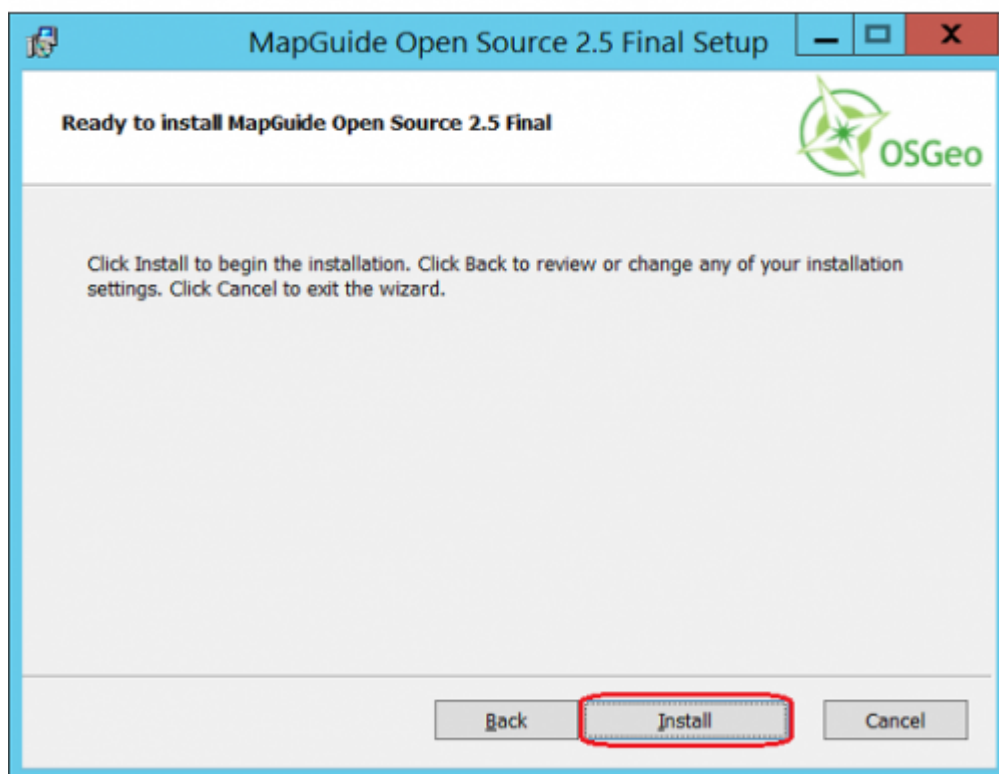 MapGuide Open Source 2.5 Final Setup
Ready to install MapGuide Open Source 2.5 Final
OSGeo
Click Install to begin the installation. Click Back to review or change any of your installation
settings. Click Cancel to exit the wizard.
Back
Install
Cancel